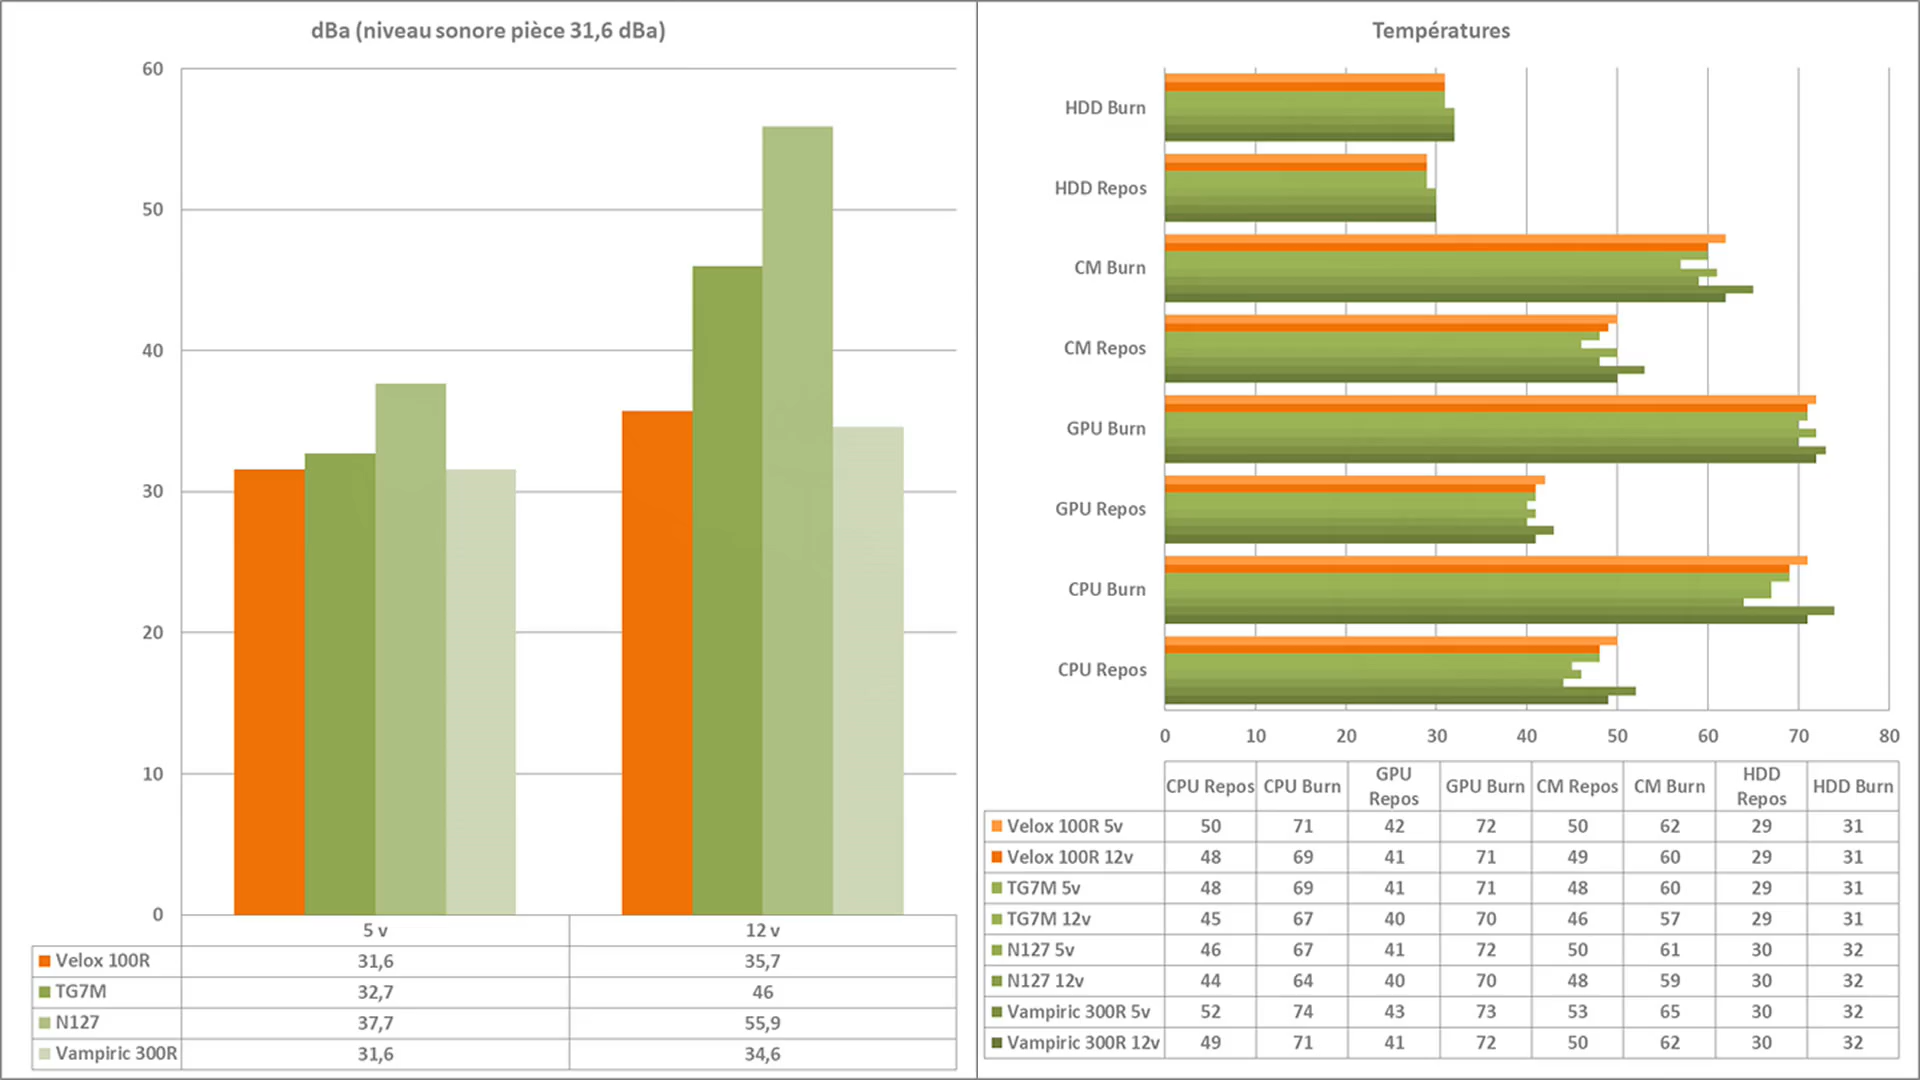 dBa (niveau sonore pièce 31,6 dBa)
60
50
40
30
20
10
0
5 v 12 v
Velox 100R 31,6 35,7
TG7M 32,7 46
N127 37,7 55,9
Vampiric 300R 31,6 34,6
Températures
HDD Burn
HDD Repos
CM Burn
CM Repos
GPU Burn
GPU Repos
CPU Burn
CPU Repos
0 10 20 30 40 50 60 70 80
CPU Repos CPU Burn GPU Repos GPU Burn CM Repos CM Burn HDD Repos HDD Burn
Velox 100R 5v 50 71 42 72 50 62 29 31
Velox 100R 12v 48 69 41 71 49 60 29 31
TG7M 5v 48 69 41 71 48 60 29 31
TG7M 12v 45 67 40 70 46 57 29 31
N127 5v 46 67 41 72 50 61 30 32
N127 12v 44 64 40 70 48 59 30 32
Vampiric 300R 5v 52 74 43 73 53 65 30 32
Vampiric 300R 12v 49 71 41 72 50 62 30 32